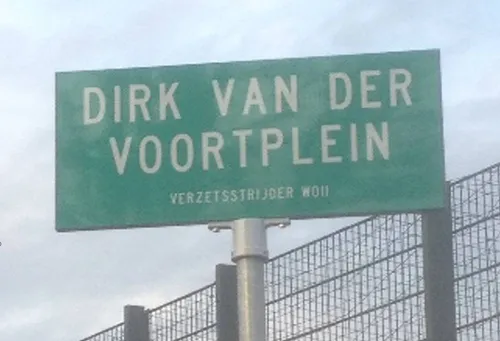 DIRK VAN DER
VOORTPLEIN
VERZETSSTRIJDER WOII